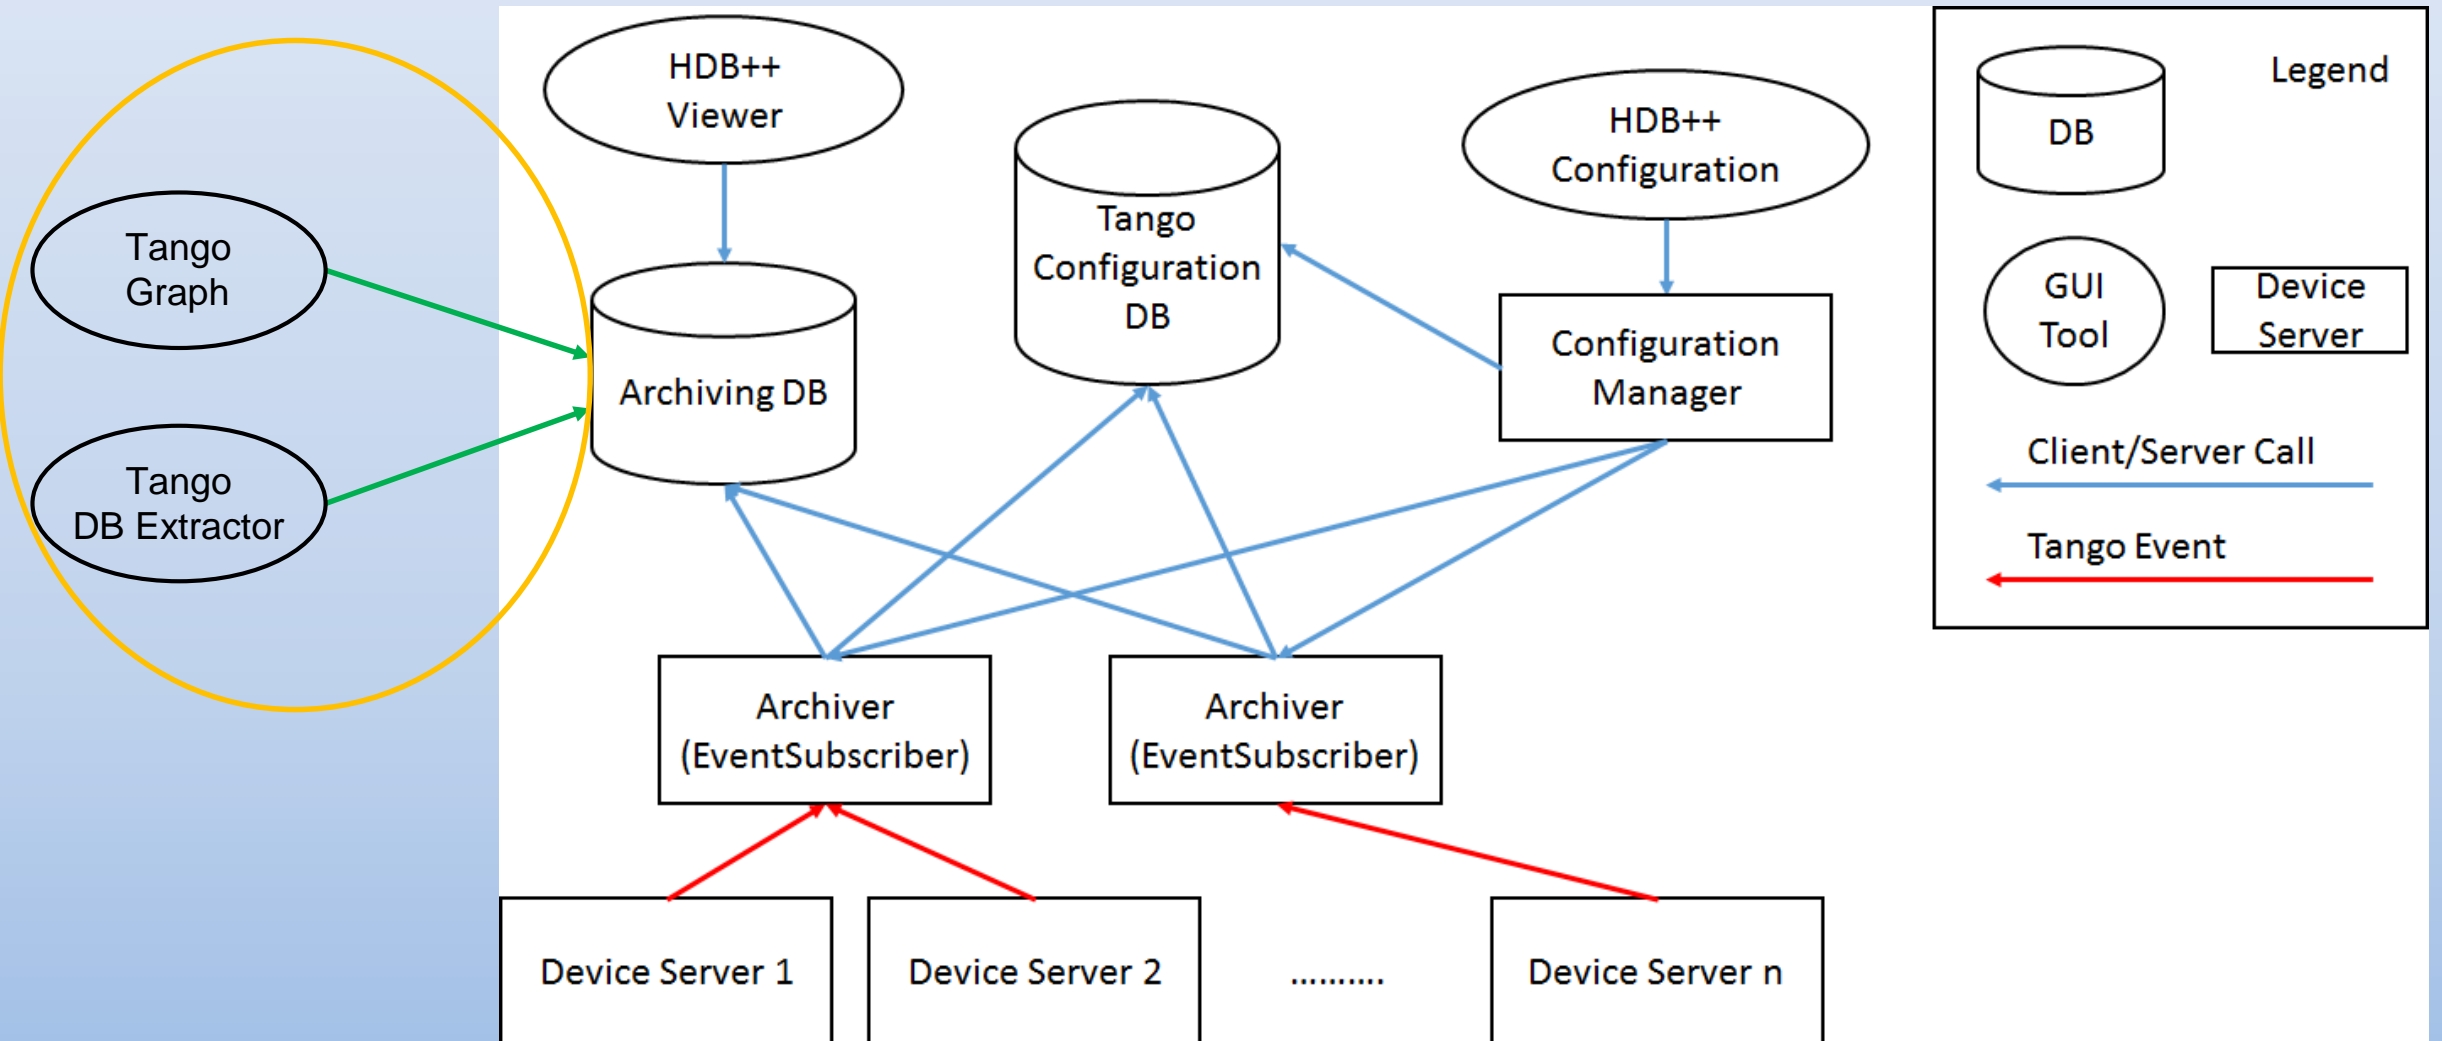 Tango
Graph
Tango
DB Extractor
HDB++
Viewer
Archiving DB
Tango
Configuration
DB
HDB++
Configuration
Configuration
Manager
Archiver
(EventSubscriber)
Archiver
(EventSubscriber)
Device Server 1
Device Server 2
..........
Device Server n
Legend
DB
GUI
Tool
Device
Server
Client/Server Call
Tango Event